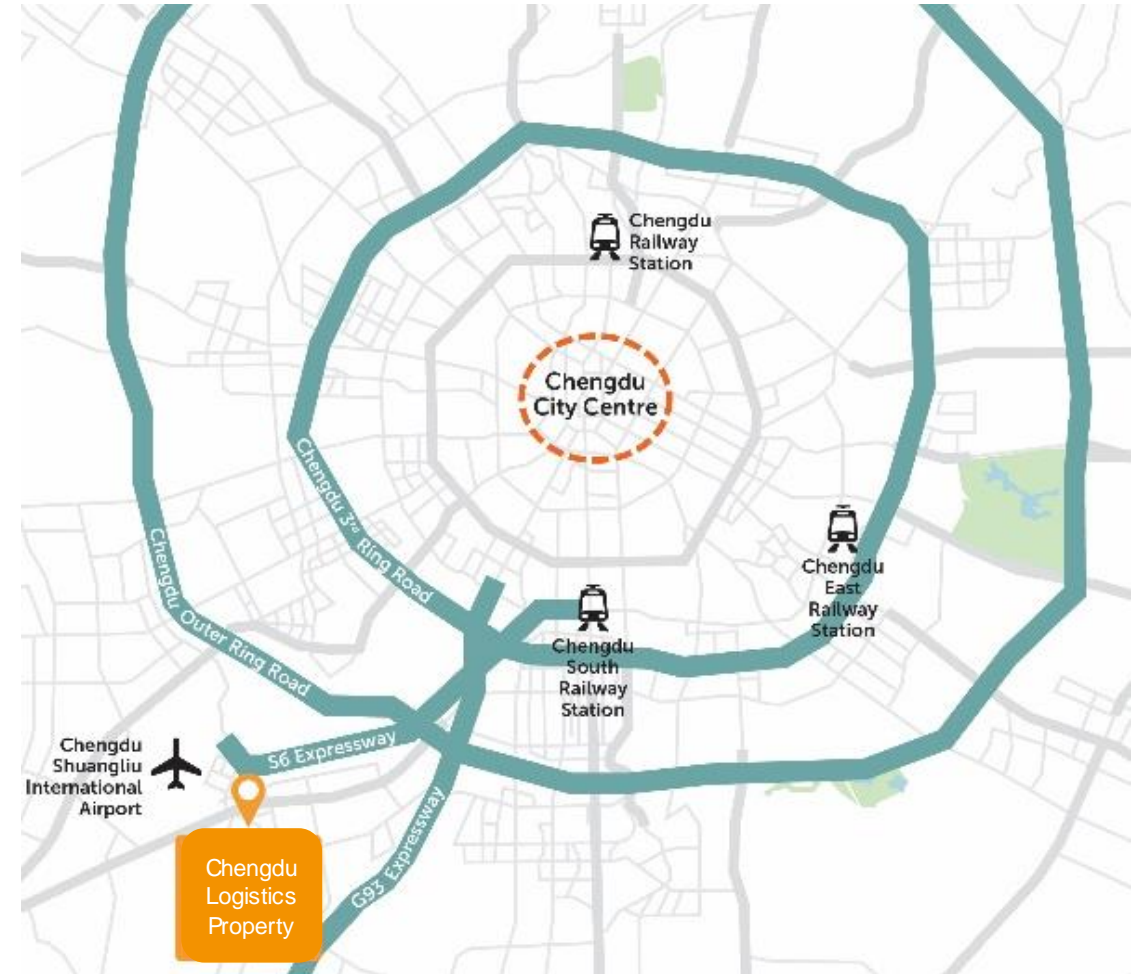 Chengdu
Railway
Station
Chengdu
City Centre
Chengdu 3rd Ring Road
Chengdu
East
Railway
Station
Chengdu Outer Ring Road
Chengdu
South
Railway
Station
S6 Expressway
Chengdu
Shuangliu
International
Airport
G93 Expressway
Chengdu
Logistics
Property